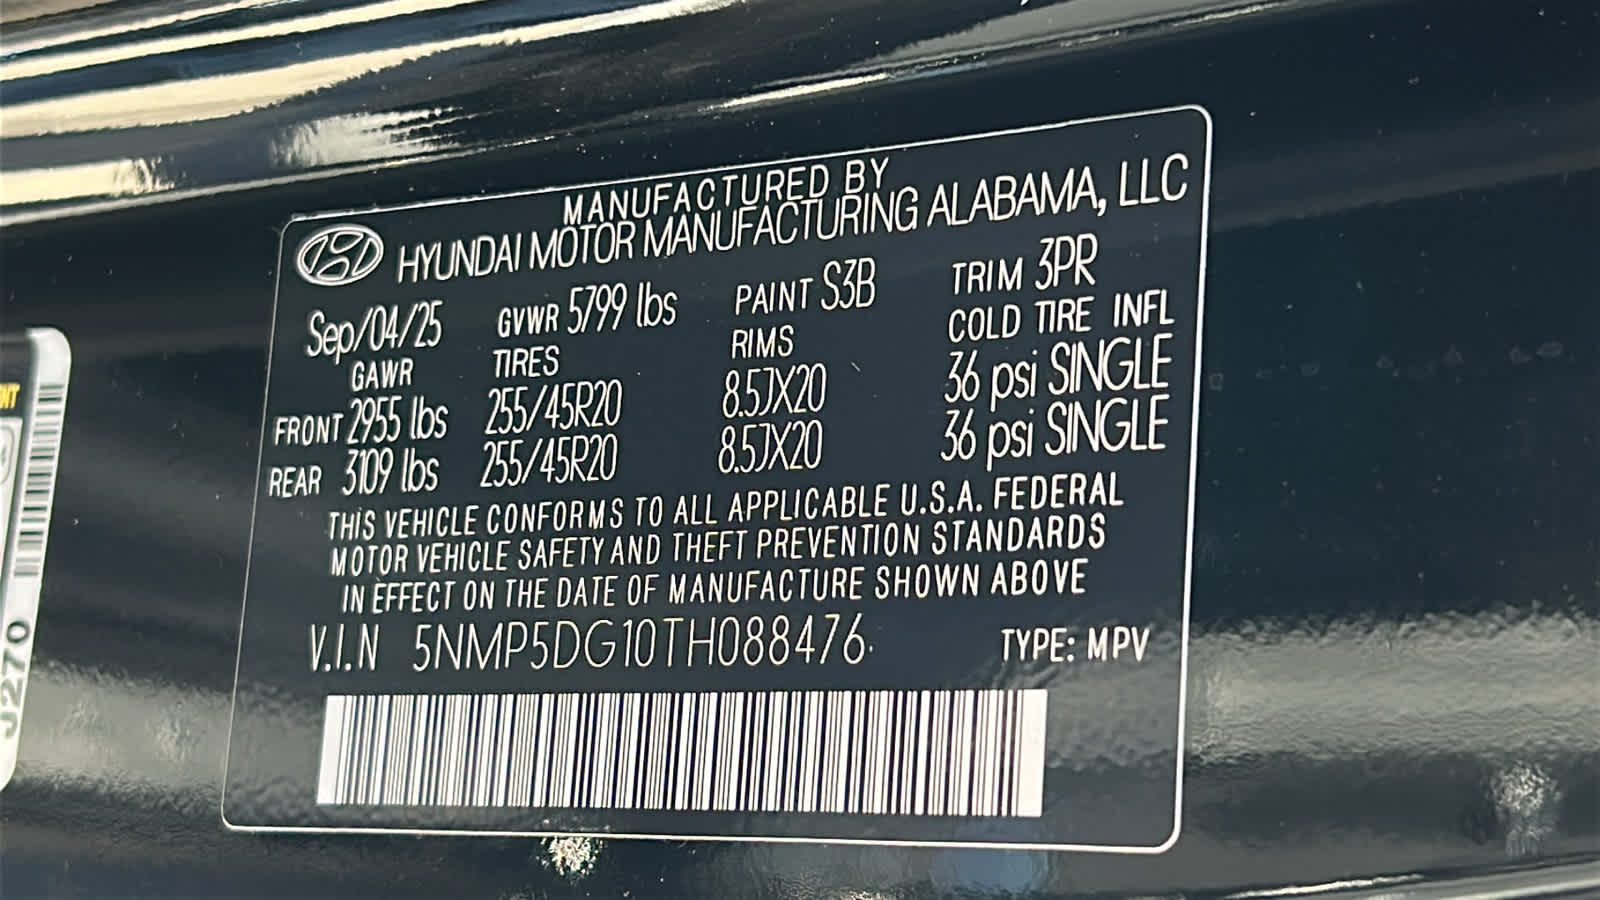 MANUFACTURED BY
HYUNDAI MOTOR MANUFACTURING ALABAMA, LLC
Sep/04/25 GVWR 5799 lbs PAINT S3B TRIM 3PR
GAWR TIRES RIMS COLD TIRE INFL
FRONT 2955 lbs 255/45R20 8.5JX20 36 psi SINGLE
REAR 3109 lbs 255/45R20 8.5JX20 36 psi SINGLE
THIS VEHICLE CONFORMS TO ALL APPLICABLE U.S.A. FEDERAL
MOTOR VEHICLE SAFETY AND THEFT PREVENTION STANDARDS
IN EFFECT ON THE DATE OF MANUFACTURE SHOWN ABOVE
V.I.N 5NMP5DG10TH088476. TYPE: MPV
J270